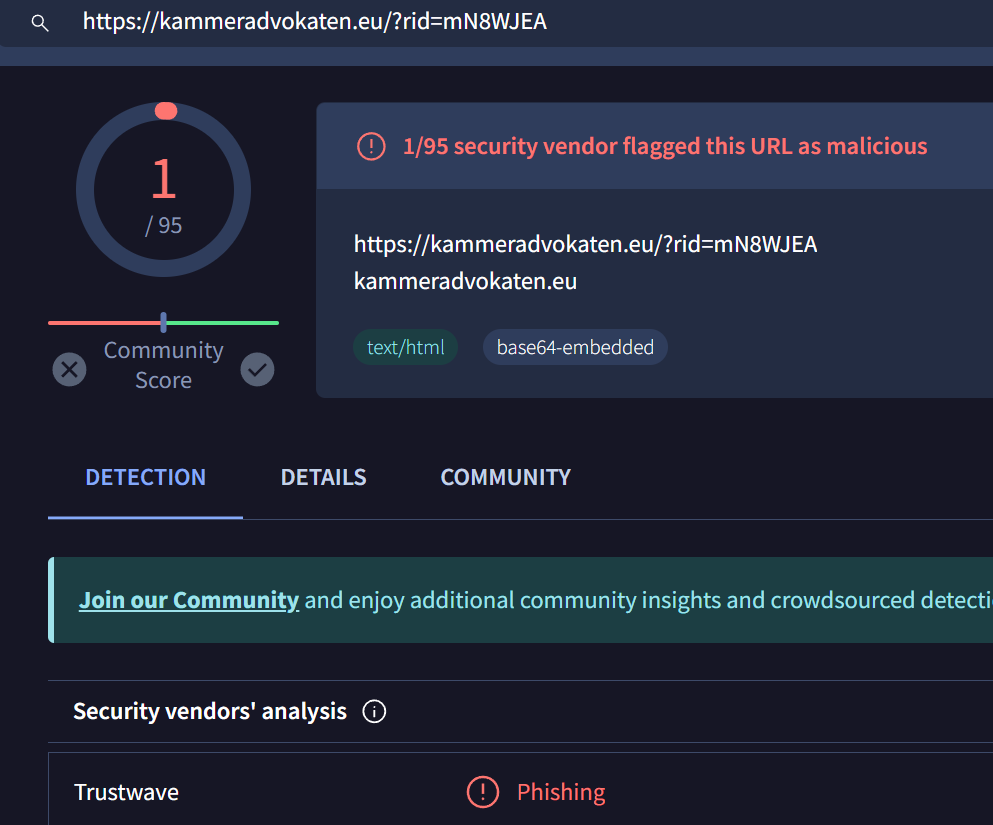 https://kammeradvokaten.eu/?rid=mN8WJEA
1
/ 95
1/95 security vendor flagged this URL as malicious
https://kammeradvokaten.eu/?rid=mN8WJEA
kammeradvokaten.eu
text/html
base64-embedded
Community
Score
DETECTION
DETAILS
COMMUNITY
Join our Community and enjoy additional community insights and crowdsourced detecti
Security vendors' analysis
Trustwave
Phishing